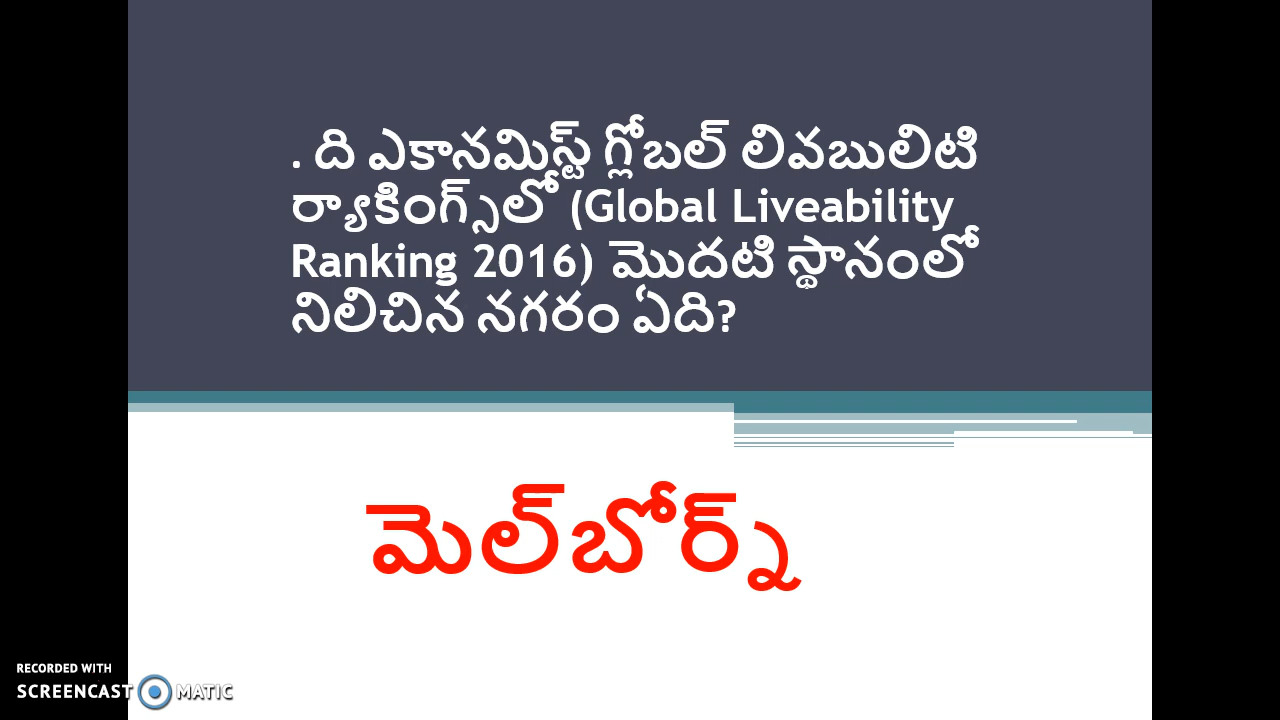 . ది ఎకానమిస్ట్ గ్లోబల్ లివబులిటి
ర్యాకింగ్స్‌లో (Global Liveability
Ranking 2016) మొదటి స్థానంలో
నిలిచిన నగరం ఏది?
మెల్‌బోర్న్
RECORDED WITH
SCREENCAST MATIC